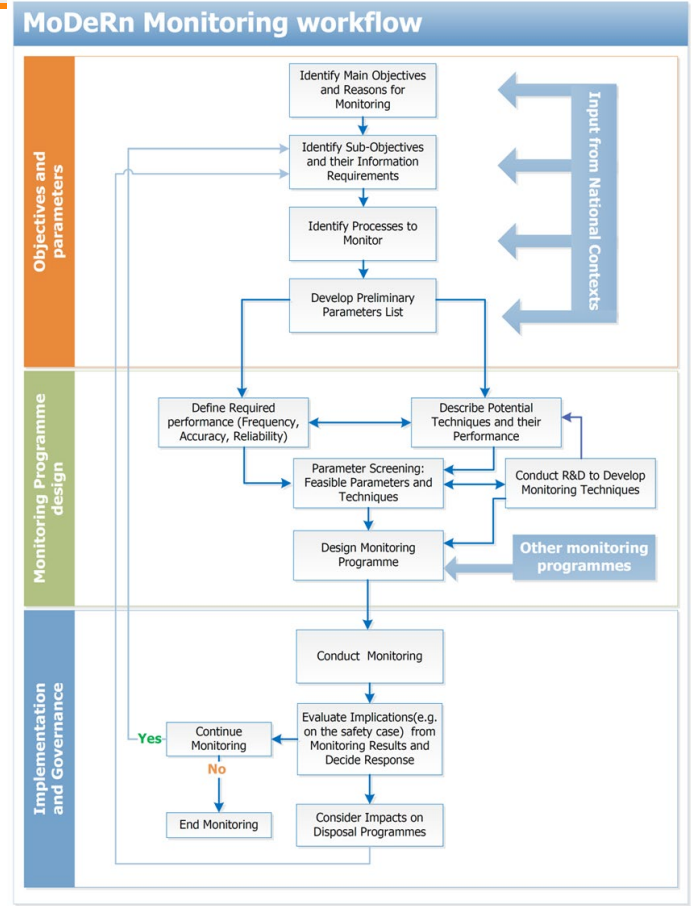 MoDeRn Monitoring workflow
Objectives and
parameters
Identify Main Objectives
and Reasons for
Monitoring
Identify Sub-Objectives
and their Information
Requirements
Identify Processes to
Monitor
Develop Preliminary
Parameters List
Input from National Contexts
Monitoring Programme
design
Define Required
performance (Frequency,
Accuracy, Reliability)
Describe Potential
Techniques and their
Performance
Parameter Screening:
Feasible Parameters and
Techniques
Conduct R&D to Develop
Monitoring Techniques
Design Monitoring
Programme
Other monitoring
programmes
Implementation
and Governance
Conduct Monitoring
Evaluate Implications(e.g.
on the safety case) from
Monitoring Results and
Decide Response
Continue
Monitoring
Yes
No
End Monitoring
Consider Impacts on
Disposal Programmes